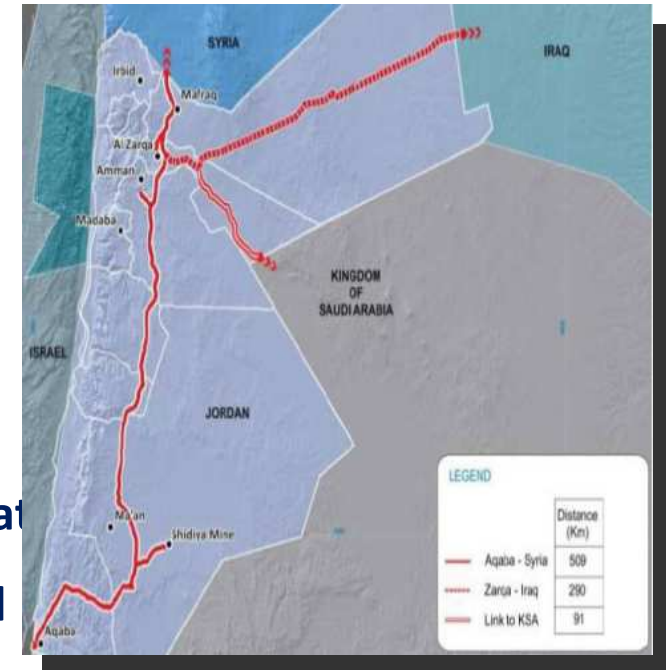 SYRIA
IRAQ
Irbid
Mafraq
Al Zarqa
Amman
Madaba
KINGDOM
OF
SAUDI ARABIA
ISRAEL
JORDAN
LEGEND
Distance
(Km)
Aqaba - Syria 509
Zarqa - Iraq 290
Link to KSA 91
Ma'an
Shidiya Mine
Aqaba